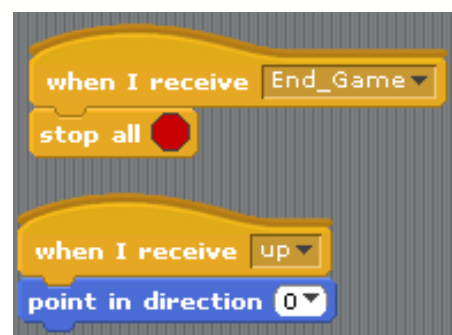 when I receive End_Game
stop all
when I receive up
point in direction 0